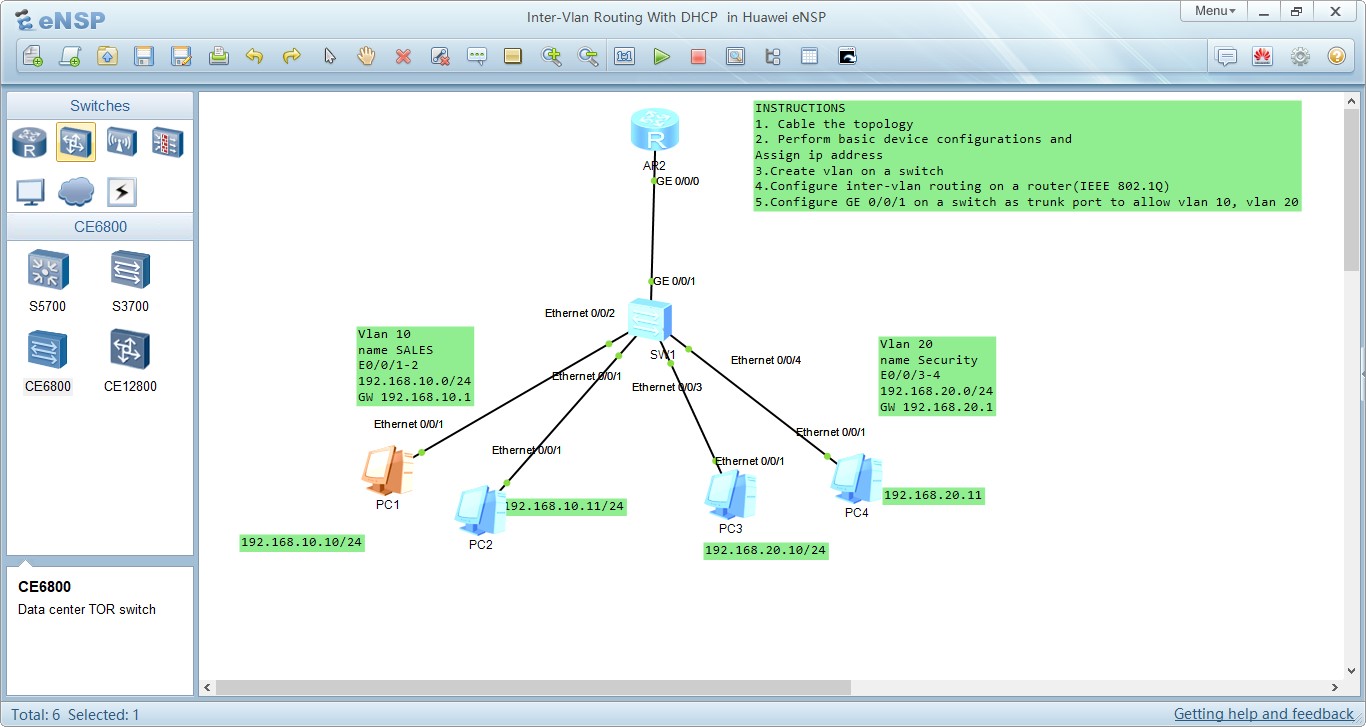 eNSP
Inter-Vlan Routing With DHCP in Huawei eNSP
Menu
Switches
CE6800
S5700
S3700
CE6800
CE12800
CE6800
Data center TOR switch
INSTRUCTIONS
1. Cable the topology
2. Perform basic device configurations and
Assign ip address
3.Create vlan on a switch
4.Configure inter-vlan routing on a router(IEEE 802.1Q)
5.Configure GE 0/0/1 on a switch as trunk port to allow vlan 10, vlan 20
R
AR2
GE 0/0/0
GE 0/0/1
Ethernet 0/0/2
SW1
Ethernet 0/0/4
Ethernet 0/0/1
Ethernet 0/0/3
Vlan 10
name SALES
E0/0/1-2
192.168.10.0/24
GW 192.168.10.1
Vlan 20
name Security
E0/0/3-4
192.168.20.0/24
GW 192.168.20.1
Ethernet 0/0/1
Ethernet 0/0/1
Ethernet 0/0/1
Ethernet 0/0/1
PC1
192.168.10.11/24
PC2
PC3
PC4
192.168.20.11
192.168.10.10/24
192.168.20.10/24
Total: 6 Selected: 1
Getting help and feedback